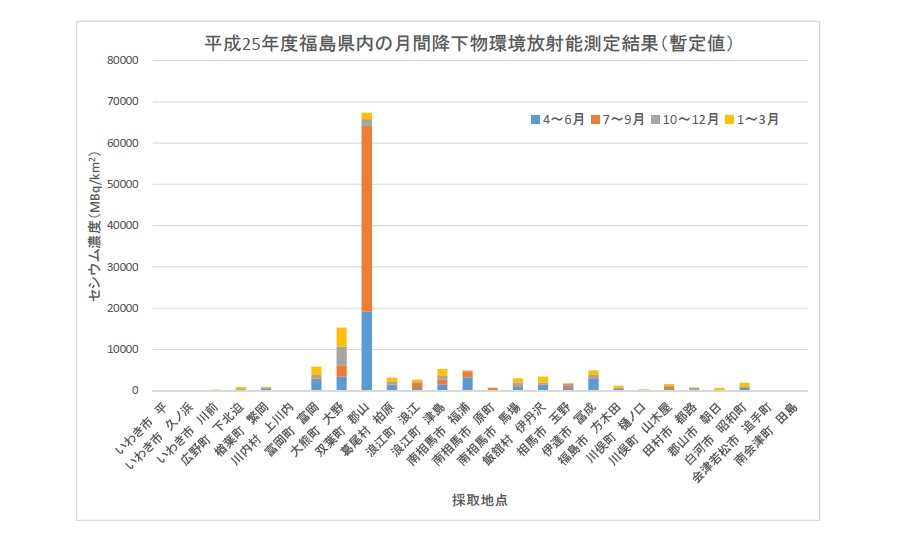 平成25年度福島県内の月間降下物環境放射能測定結果(暫定値)
80000
70000
60000
50000
40000
30000
20000
10000
0
セシウム濃度(MBq/km²)
4～6月 7～9月 10～12月 1～3月
いわき市 平
いわき市 久ノ浜
いわき市 川前
広野町 下北迫
楢葉町 繁岡
川内村 上川内
富岡町 富岡
大熊町 大野
双葉町 郡山
葛尾村 柏原
浪江町 浪江
浪江町 津島
南相馬市 福浦
南相馬市 原町
南相馬市 馬場
飯舘村 伊丹沢
相馬市 玉野
伊達市 富成
福島市 方木田
川俣町 樋ノ口
川俣町 山木屋
田村市 都路
郡山市 朝日
白河市 昭和町
会津若松市 追手町
南会津町 田島
採取地点